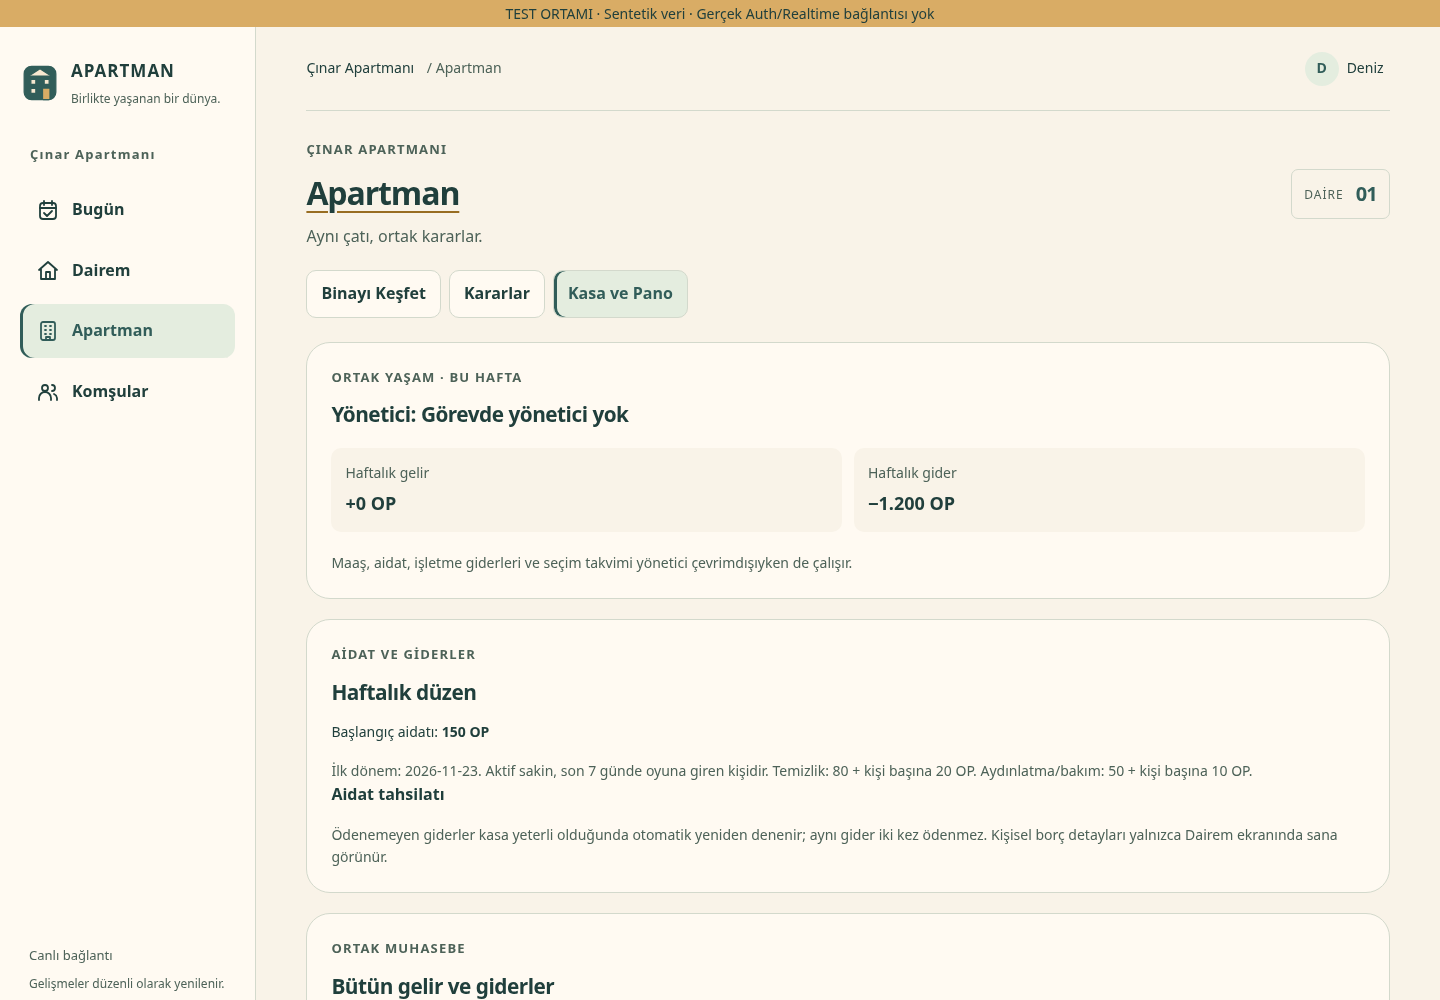 TEST ORTAMI · Sentetik veri · Gerçek Auth/Realtime bağlantısı yok
APARTMAN
Birlikte yaşanan bir dünya.
Çınar Apartmanı
Bugün
Dairem
Apartman
Komşular
Canlı bağlantı
Gelişmeler düzenli olarak yenilenir.
Çınar Apartmanı / Apartman
D Deniz
ÇINAR APARTMANI
Apartman
DAİRE 01
Aynı çatı, ortak kararlar.
Binayı Keşfet Kararlar Kasa ve Pano
ORTAK YAŞAM · BU HAFTA
Yönetici: Görevde yönetici yok
Haftalık gelir
+0 OP
Haftalık gider
−1.200 OP
Maaş, aidat, işletme giderleri ve seçim takvimi yönetici çevrimdışıyken de çalışır.
AİDAT VE GİDERLER
Haftalık düzen
Başlangıç aidatı: 150 OP
İlk dönem: 2026-11-23. Aktif sakin, son 7 günde oyuna giren kişidir. Temizlik: 80 + kişi başına 20 OP. Aydınlatma/bakım: 50 + kişi başına 10 OP.
Aidat tahsilatı
Ödenemeyen giderler kasa yeterli olduğunda otomatik yeniden denenir; aynı gider iki kez ödenmez. Kişisel borç detayları yalnızca Dairem ekranında sana
görünür.
ORTAK MUHASEBE
Bütün gelir ve giderler